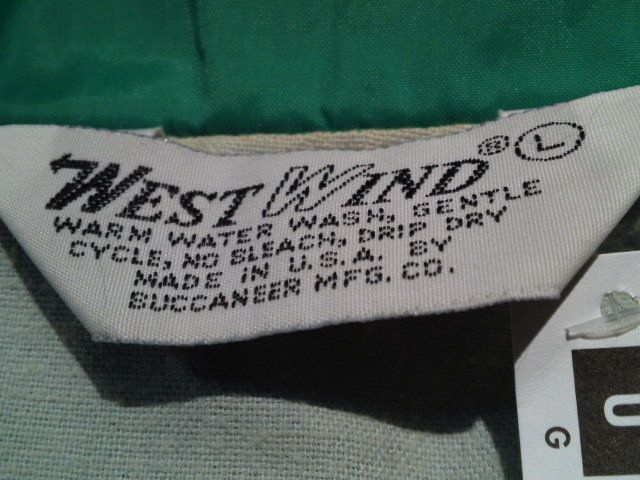 WEST WIND ® L
WARM WATER WASH, GENTLE
CYCLE, NO BLEACH, DRIP DRY
MADE IN U.S.A. BY
BUCCANEER MFG. CO.
G